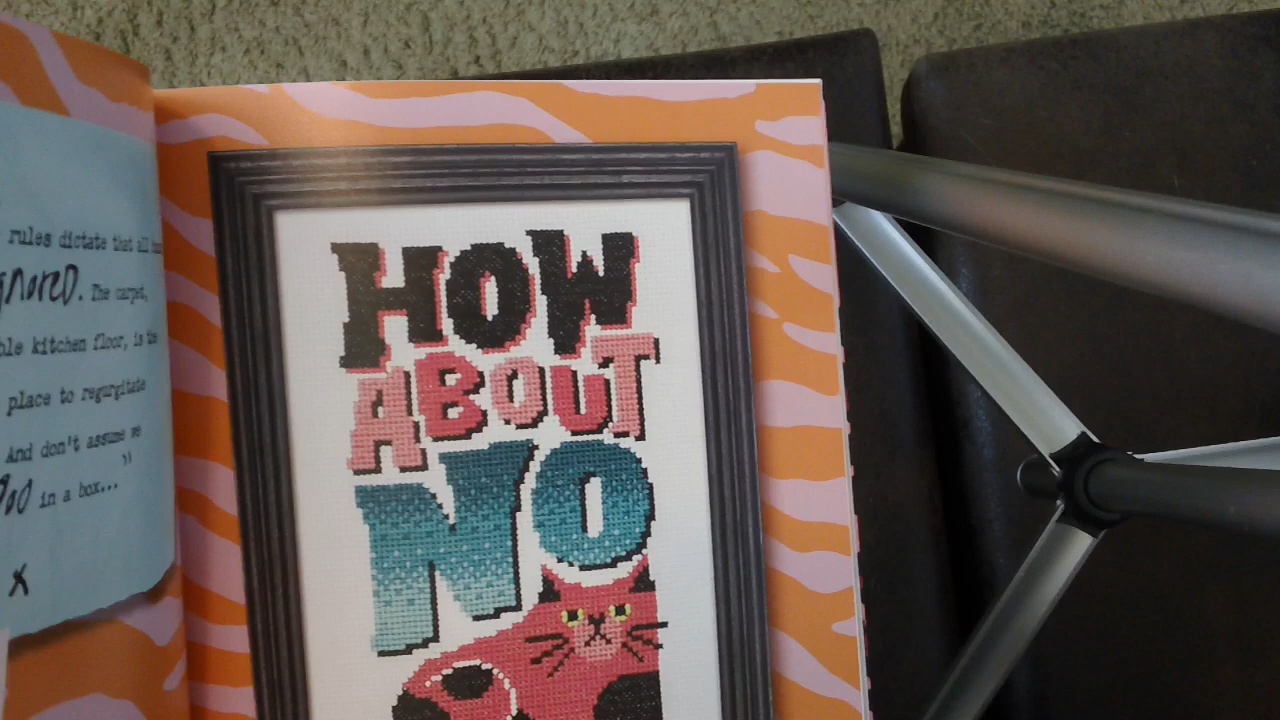 rules dictate that all
ignored. The carpet,
kitchen floor, is the
place to regurgitate
And don't assume we
in a box...
x
HOW
ABOUT
NO